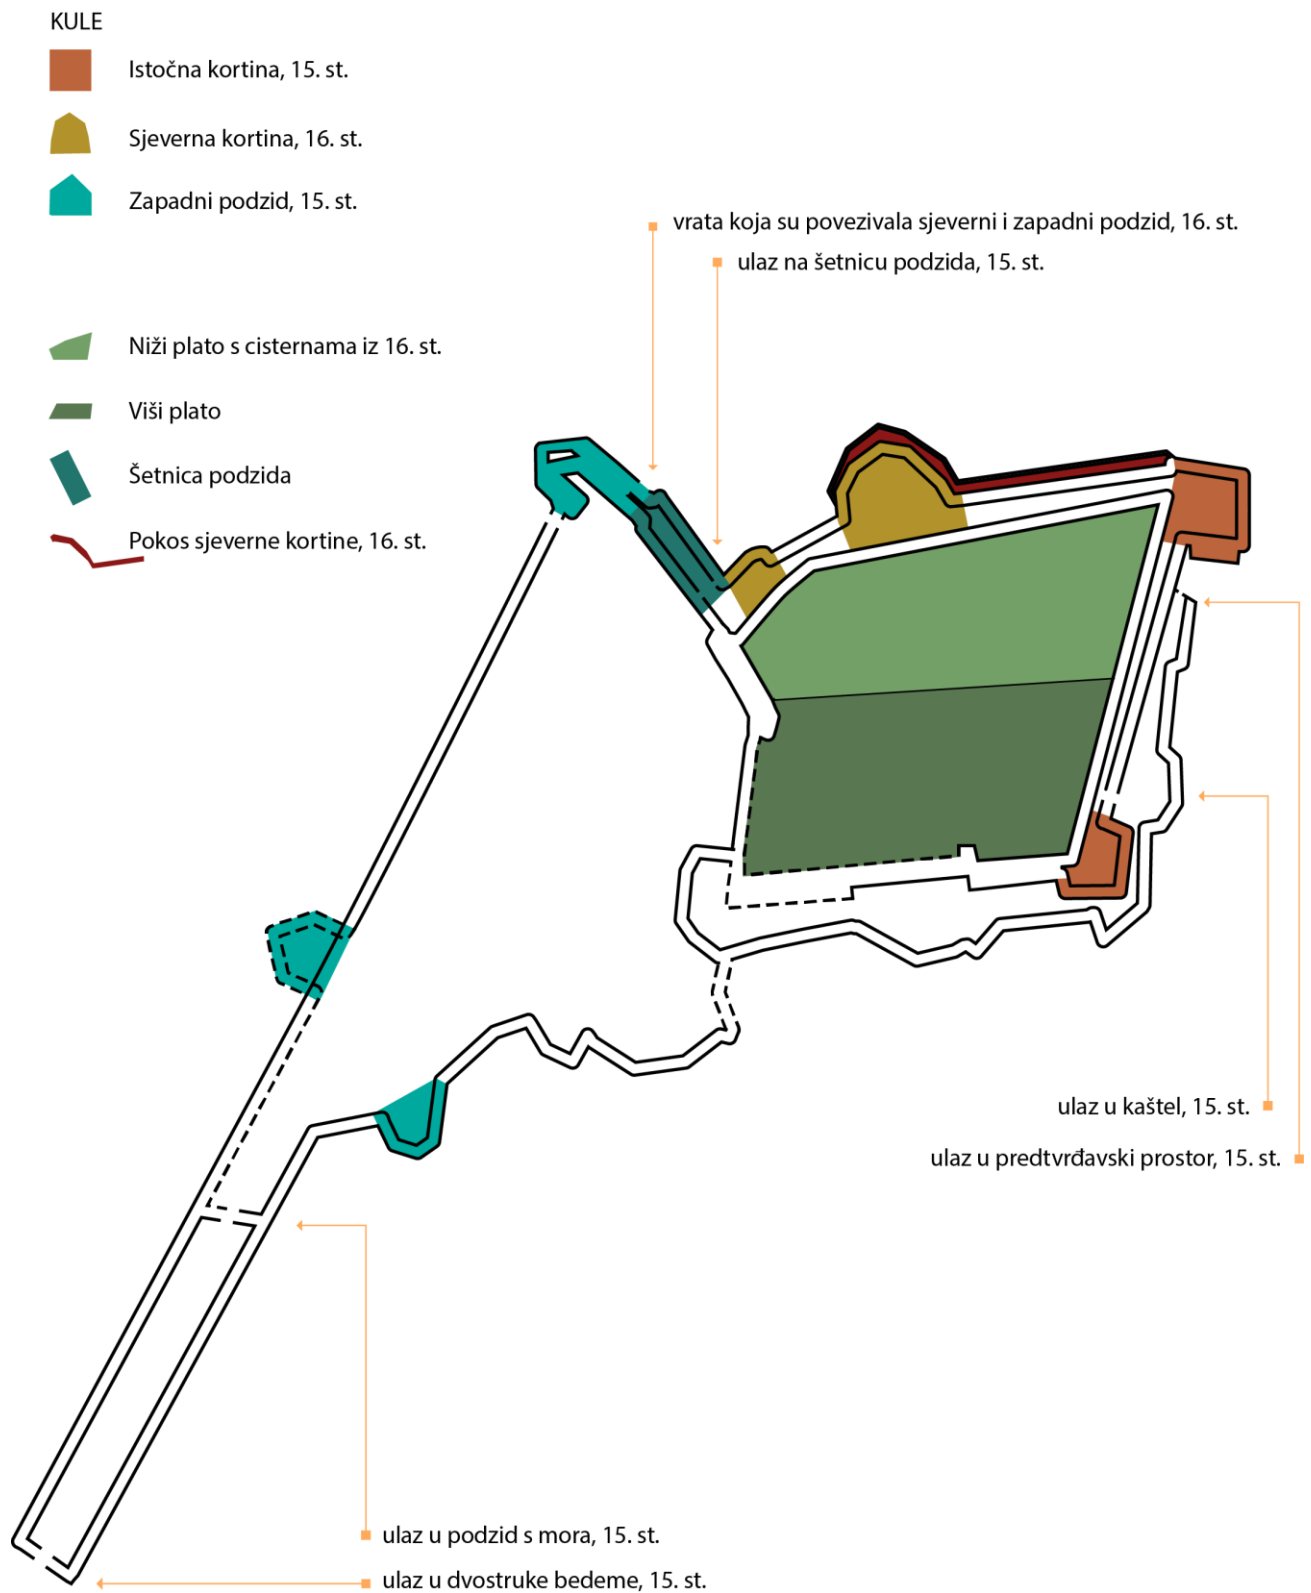 KULE
Istočna kortina, 15. st.
Sjeverna kortina, 16. st.
Zapadni podzid, 15. st.
vrata koja su povezivala sjeverni i zapadni podzid, 16. st.
ulaz na šetnicu podzida, 15. st.
Niži plato s cisternama iz 16. st.
Viši plato
Šetnica podzida
Pokos sjeverne kortine, 16. st.
ulaz u kaštel, 15. st.
ulaz u predtvrđavski prostor, 15. st.
ulaz u podzid s mora, 15. st.
ulaz u dvostruke bedeme, 15. st.